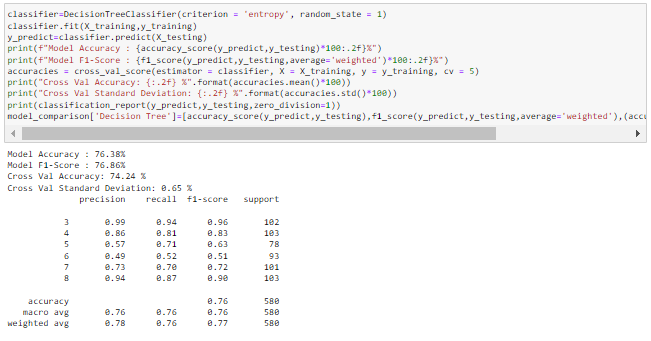 classifier=DecisionTreeClassifier(criterion = 'entropy', random_state = 1)
classifier.fit(X_training,y_training)
y_predict=classifier.predict(X_testing)
print(f"Model Accuracy : {accuracy_score(y_predict,y_testing)*100:.2f}%")
print(f"Model F1-Score : {f1_score(y_predict,y_testing,average='weighted')*100:.2f}%")
accuracies = cross_val_score(estimator = classifier, X = X_training, y = y_training, cv = 5)
print("Cross Val Accuracy: {:.2f} %".format(accuracies.mean()*100))
print("Cross Val Standard Deviation: {:.2f} %".format(accuracies.std()*100))
print(classification_report(y_predict,y_testing,zero_division=1))
model_comparison['Decision Tree']=[accuracy_score(y_predict,y_testing),f1_score(y_predict,y_testing,average='weighted'),(accu
Model Accuracy : 76.38%
Model F1-Score : 76.86%
Cross Val Accuracy: 74.24 %
Cross Val Standard Deviation: 0.65 %
precision recall f1-score support
3 0.99 0.94 0.96 102
4 0.86 0.81 0.83 103
5 0.57 0.71 0.63 78
6 0.49 0.52 0.51 93
7 0.73 0.70 0.72 101
8 0.94 0.87 0.90 103
accuracy 0.76 580
macro avg 0.76 0.76 0.76 580
weighted avg 0.78 0.76 0.77 580